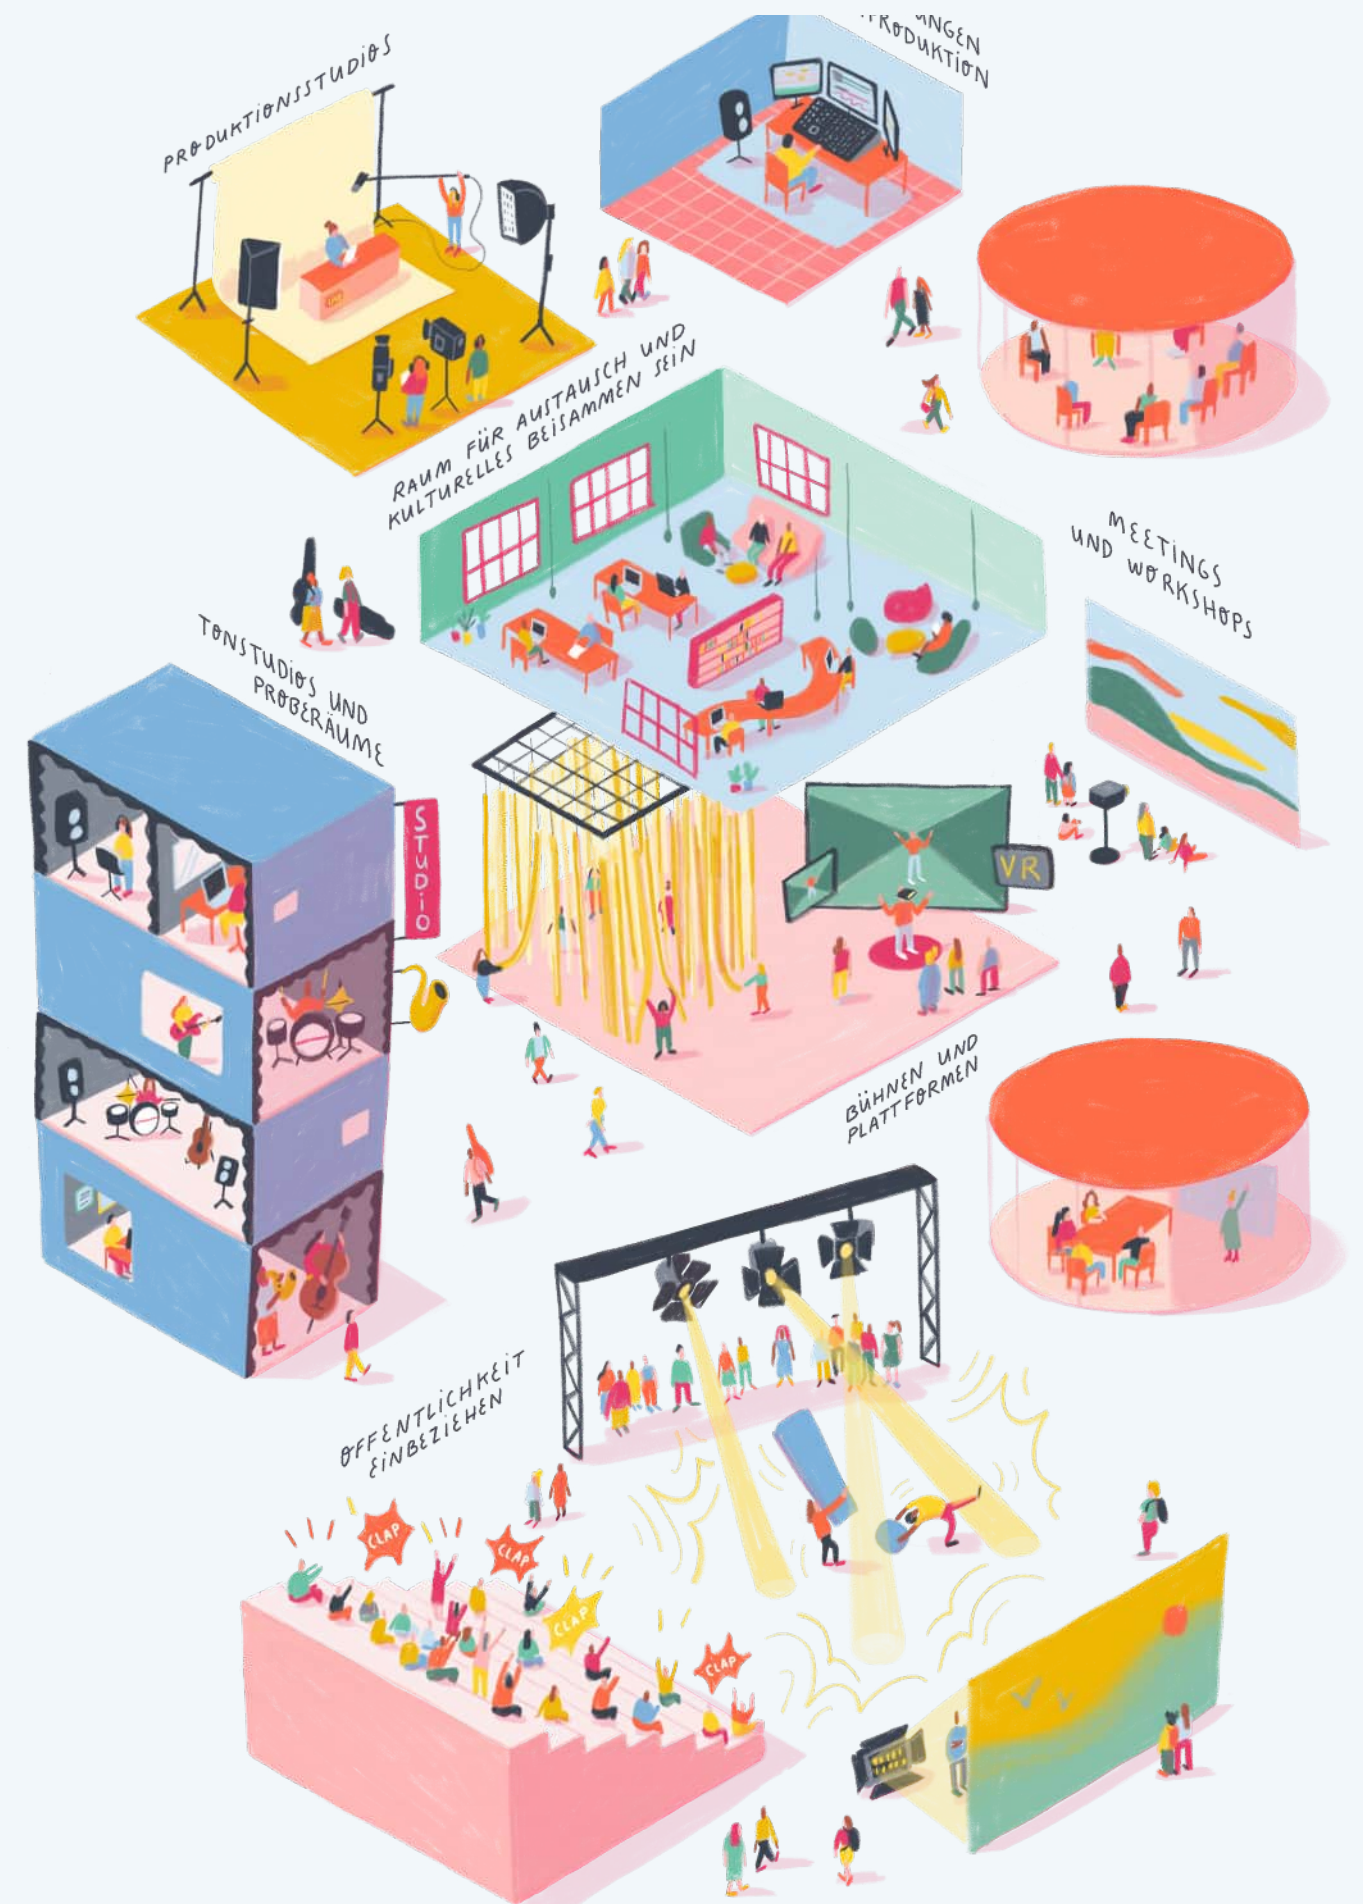 PRODUKTIONSSTUDIOS
PRODUKTION
RAUM FÜR AUSTAUSCH UND
KULTURELLES BEISAMMEN SEIN
MEETINGS
UND WORKSHOPS
TONSTUDIOS UND
PROBERÄUME
STUDIO
VR
BÜHNEN UND
PLATTFORMEN
ÖFFENTLICHKEIT
EINBEZIEHEN
CLAP
CLAP
CLAP
CLAP